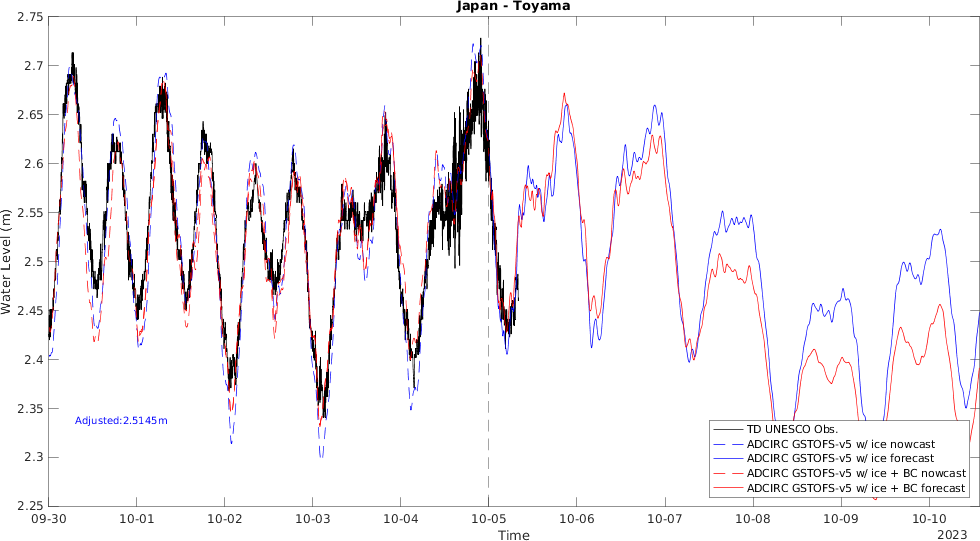 Japan - Toyama
Water Level (m)
2.75
2.7
2.65
2.6
2.55
2.5
2.45
2.4
2.35
2.3
2.25
Adjusted:2.5145m
TD UNESCO Obs.
ADCIRC GSTOFS-v5 w/ ice nowcast
ADCIRC GSTOFS-v5 w/ ice forecast
ADCIRC GSTOFS-v5 w/ ice + BC nowcast
ADCIRC GSTOFS-v5 w/ ice + BC forecast
09-30 10-01 10-02 10-03 10-04 10-05 10-06 10-07 10-08 10-09 10-10
Time
2023